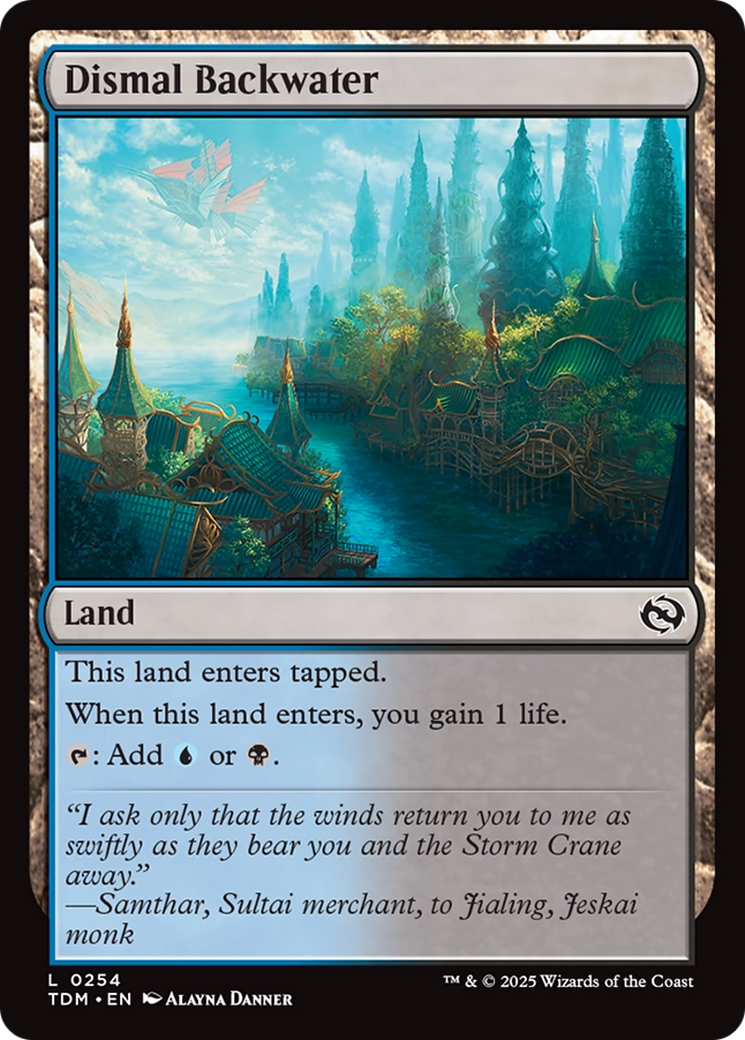 Dismal Backwater
Land
This land enters tapped.
When this land enters, you gain 1 life.
: Add or .
“I ask only that the winds return you to me as
swiftly as they bear you and the Storm Crane
away.”
—Samthar, Sultai merchant, to Jialing, Jeskai
monk
L 0254
TDM • EN Alayna Danner
™ & © 2025 Wizards of the Coast